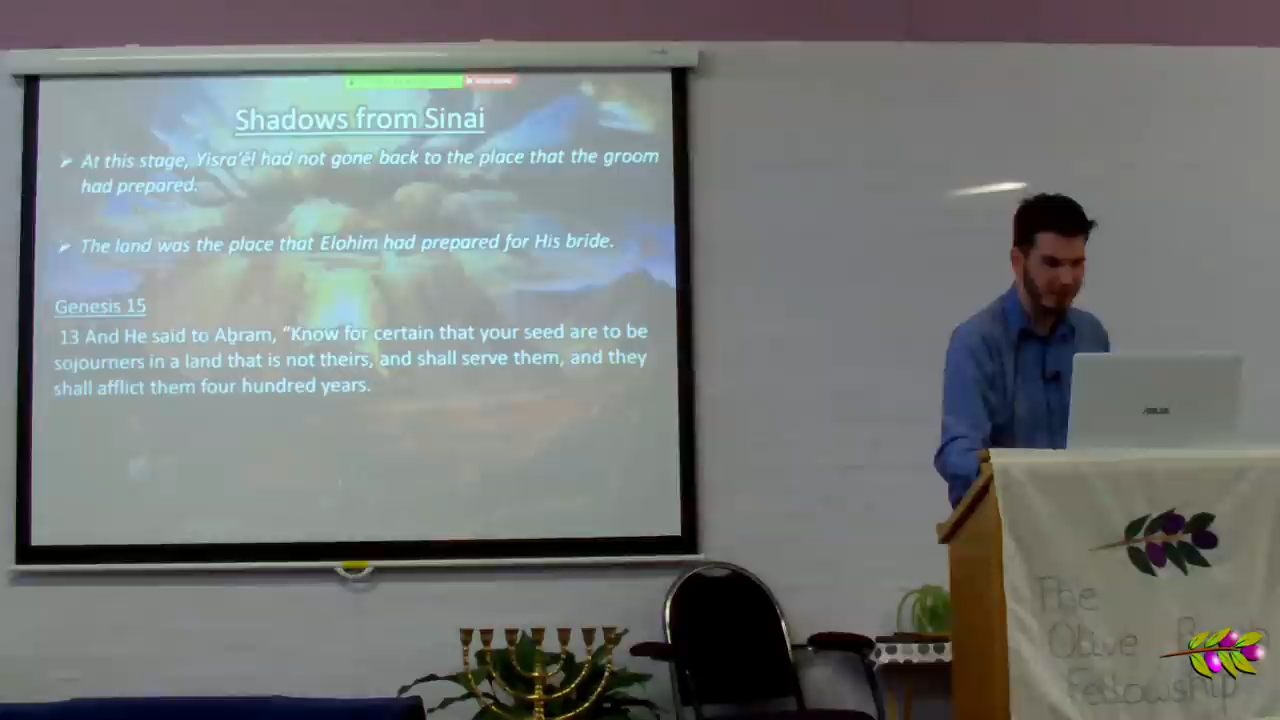 Shadows from Sinai
➢ At this stage, Yisra'ĕl had not gone back to the place that the groom
had prepared.
➢ The land was the place that Elohim had prepared for His bride.
Genesis 15
13 And He said to Aḇram, “Know for certain that your seed are to be
sojourners in a land that is not theirs, and shall serve them, and they
shall afflict them four hundred years.
ASUS
The
Olive
Fellowship